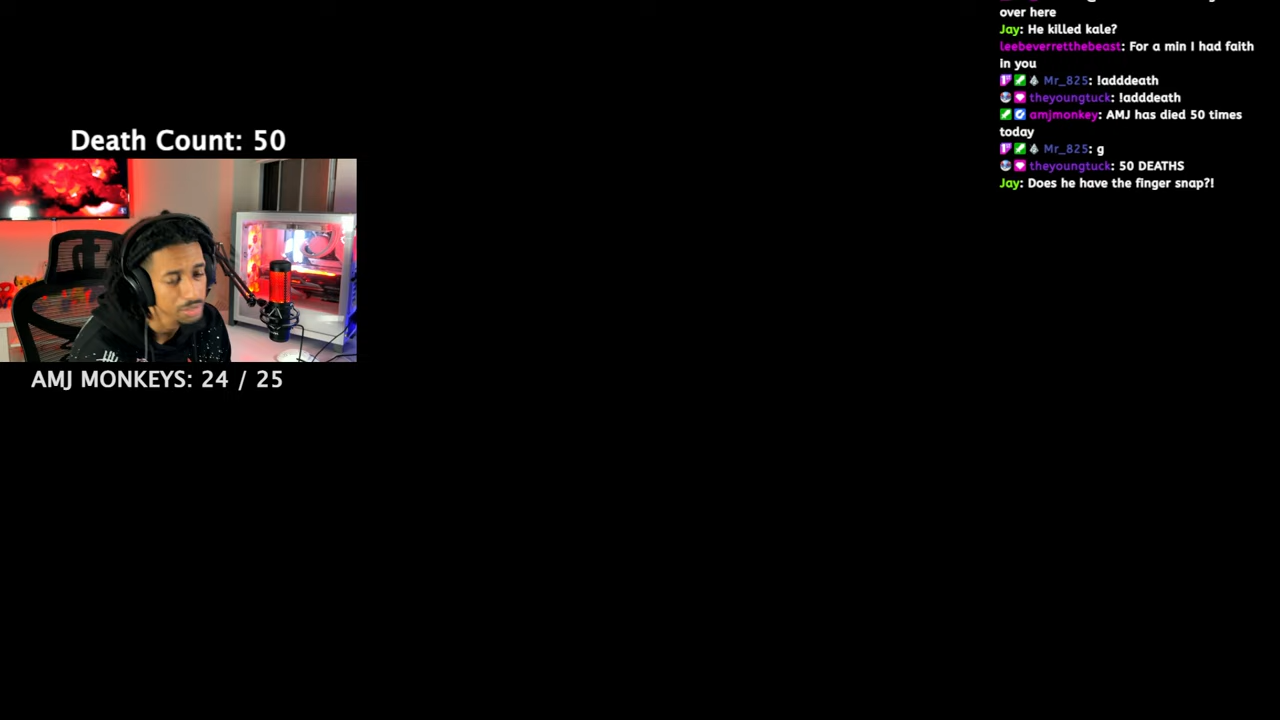 over here
Jay: He killed kale?
leebeverretthebeast: For a min I had faith
in you
Mr_825: !adddeath
theyoungtuck: !adddeath
amjmonkey: AMJ has died 50 times
today
Mr_825: g
theyoungtuck: 50 DEATHS
Jay: Does he have the finger snap?!
Death Count: 50
AMJ MONKEYS: 24 / 25